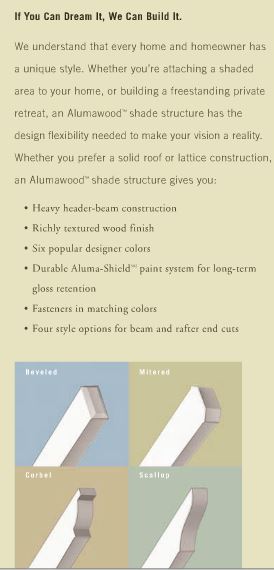 If You Can Dream It, We Can Build It.
We understand that every home and homeowner has
a unique style. Whether you're attaching a shaded
area to your home, or building a freestanding private
retreat, an Alumawood™ shade structure has the
design flexibility needed to make your vision a reality.
Whether you prefer a solid roof or lattice construction,
an Alumawood™ shade structure gives you:
• Heavy header-beam construction
• Richly textured wood finish
• Six popular designer colors
• Durable Aluma-Shield™ paint system for long-term
gloss retention
• Fasteners in matching colors
• Four style options for beam and rafter end cuts
Beveled
Mitered
Corbel
Scallop